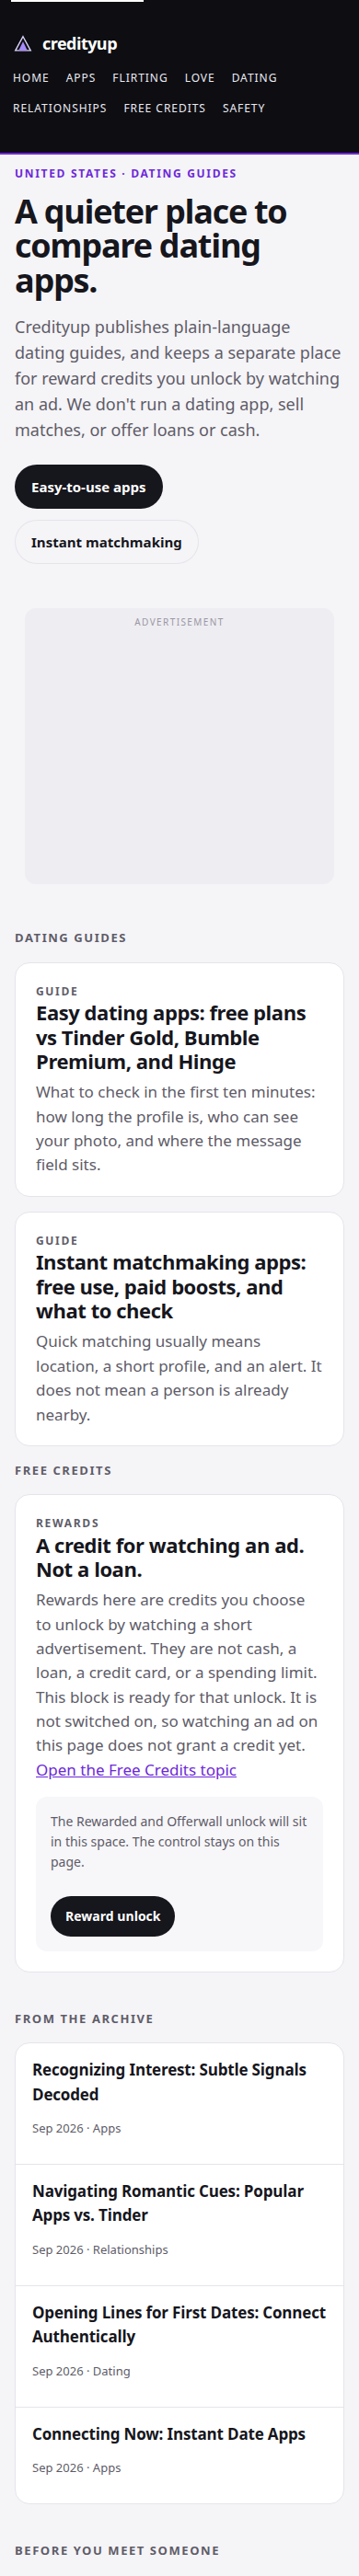 credityup
HOME APPS FLIRTING LOVE DATING
RELATIONSHIPS FREE CREDITS SAFETY
UNITED STATES · DATING GUIDES
A quieter place to
compare dating
apps.
Credityup publishes plain-language
dating guides, and keeps a separate place
for reward credits you unlock by watching
an ad. We don't run a dating app, sell
matches, or offer loans or cash.
Easy-to-use apps
Instant matchmaking
ADVERTISEMENT
DATING GUIDES
GUIDE
Easy dating apps: free plans
vs Tinder Gold, Bumble
Premium, and Hinge
What to check in the first ten minutes:
how long the profile is, who can see
your photo, and where the message
field sits.
GUIDE
Instant matchmaking apps:
free use, paid boosts, and
what to check
Quick matching usually means
location, a short profile, and an alert. It
does not mean a person is already
nearby.
FREE CREDITS
REWARDS
A credit for watching an ad.
Not a loan.
Rewards here are credits you choose
to unlock by watching a short
advertisement. They are not cash, a
loan, a credit card, or a spending limit.
This block is ready for that unlock. It is
not switched on, so watching an ad on
this page does not grant a credit yet.
Open the Free Credits topic
The Rewarded and Offerwall unlock will sit
in this space. The control stays on this
page.
Reward unlock
FROM THE ARCHIVE
Recognizing Interest: Subtle Signals
Decoded
Sep 2026 · Apps
Navigating Romantic Cues: Popular
Apps vs. Tinder
Sep 2026 · Relationships
Opening Lines for First Dates: Connect
Authentically
Sep 2026 · Dating
Connecting Now: Instant Date Apps
Sep 2026 · Apps
BEFORE YOU MEET SOMEONE